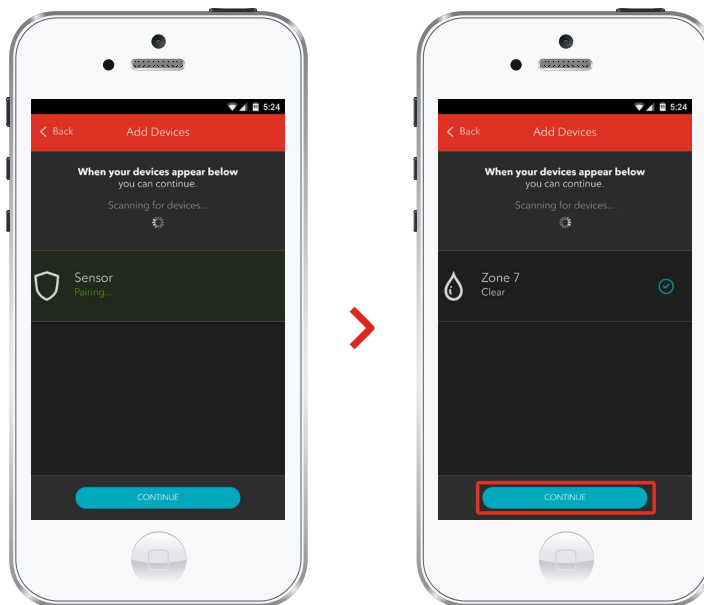 5:24
Back
Add Devices
When your devices appear below
you can continue.
Scanning for devices...
Sensor
Pairing...
CONTINUE
5:24
Back
Add Devices
When your devices appear below
you can continue.
Scanning for devices...
Zone 7
Clear
CONTINUE